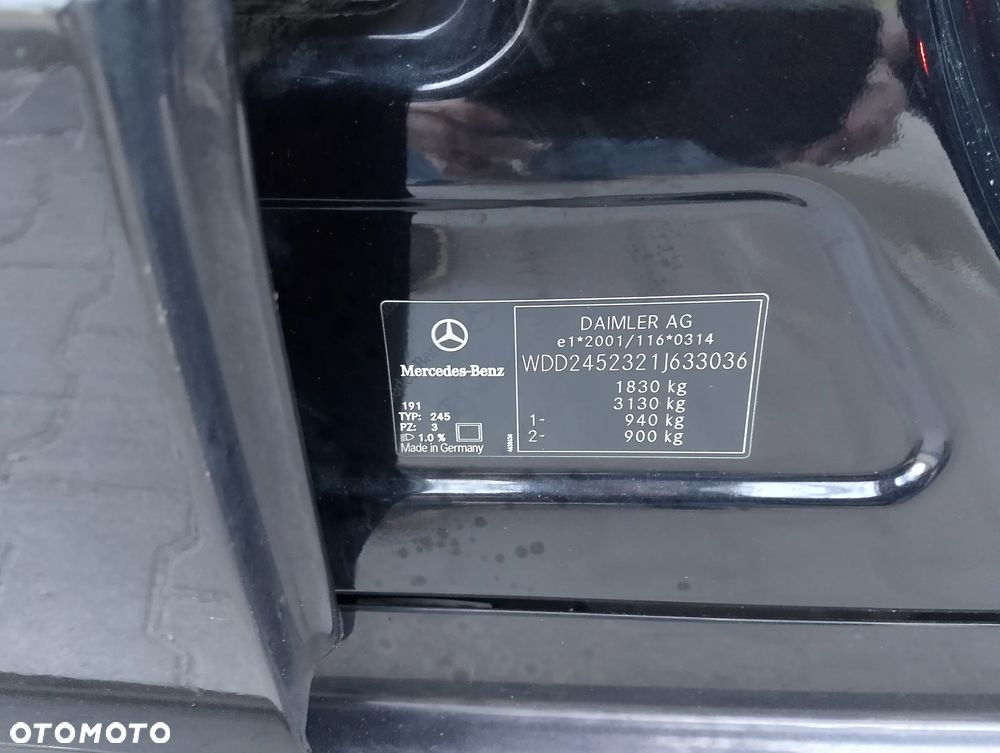 Mercedes-Benz
191
TYP: 245
PZ: 3
1.0 %
Made in Germany
DAIMLER AG
e1*2001/116*0314
WDD2452321J633036
1830 kg
3130 kg
1- 940 kg
2- 900 kg
OTOMOTO